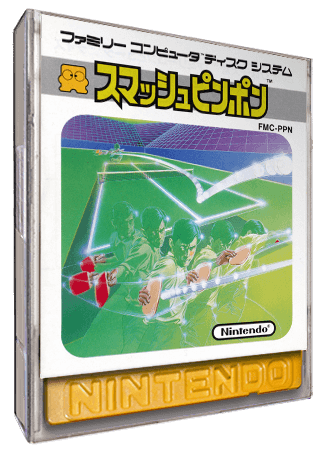 ファミリー コンピュータ ディスク システム
スマッシュピンポン
TM
FMC-PPN
Nintendo
NINTENDO